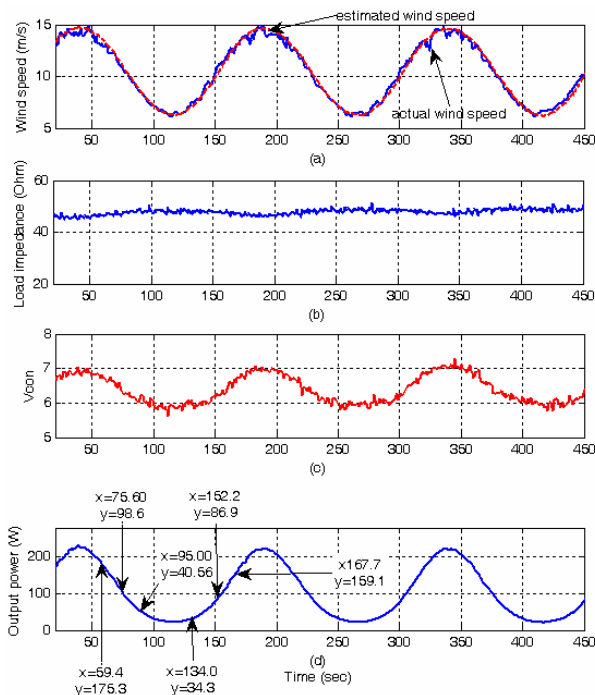 estimated wind speed
actual wind speed
Wind speed (m/s)
15
10
5
50 100 150 200 250 300 350 400 450
(a)
Load impedance (Ohm)
60
40
20
50 100 150 200 250 300 350 400 450
(b)
Vcon
8
7
6
5
50 100 150 200 250 300 350 400 450
(c)
x=75.60
y=98.6
x=152.2
y=86.9
x=95.00
y=40.56
x167.7
y=159.1
Output power (W)
200
100
0
50 100 150 200 250 300 350 400 450
(d)
x=59.4
y=175.3
x=134.0
y=34.3
Time (sec)